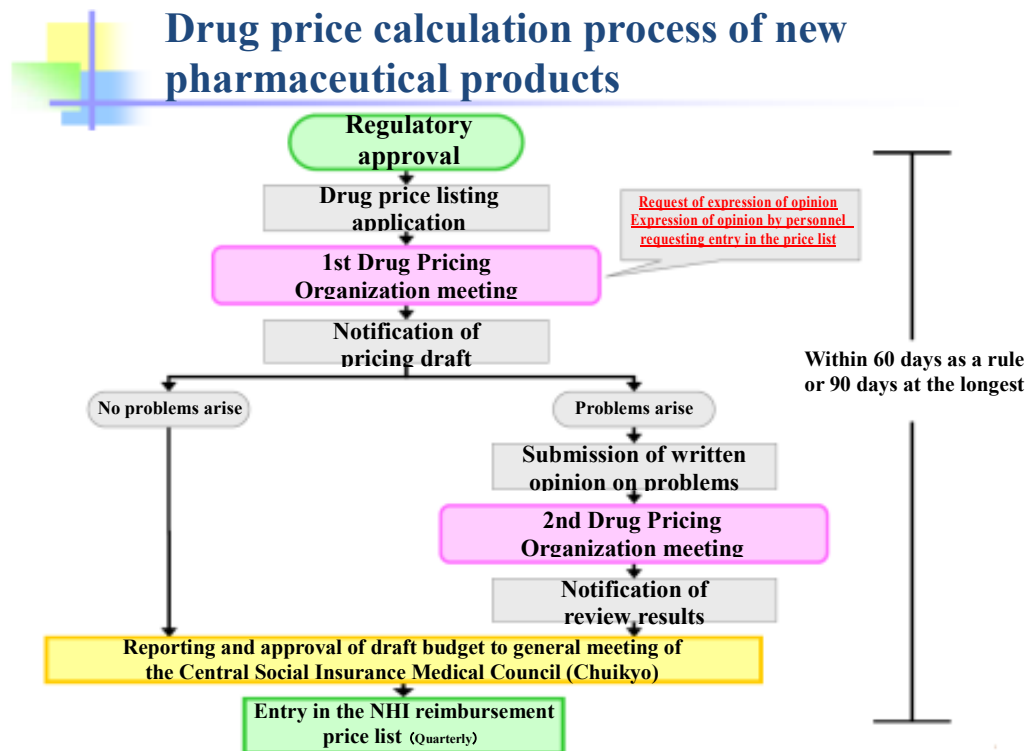 Drug price calculation process of new
pharmaceutical products
Regulatory
approval
Drug price listing
application
Request of expression of opinion
Expression of opinion by personnel
requesting entry in the price list
1st Drug Pricing
Organization meeting
Notification of
pricing draft
Within 60 days as a rule
or 90 days at the longest
No problems arise
Problems arise
Submission of written
opinion on problems
2nd Drug Pricing
Organization meeting
Notification of
review results
Reporting and approval of draft budget to general meeting of
the Central Social Insurance Medical Council (Chuikyo)
Entry in the NHI reimbursement
price list (Quarterly)